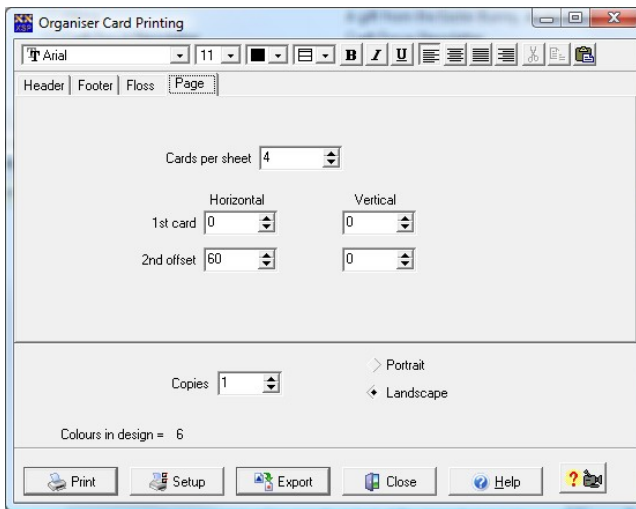 XSP Organiser Card Printing
Arial 11 B I U
Header Footer Floss Page
Cards per sheet 4
Horizontal Vertical
1st card 0 0
2nd offset 60 0
Portrait
Copies 1
Landscape
Colours in design = 6
Print Setup Export Close Help ?